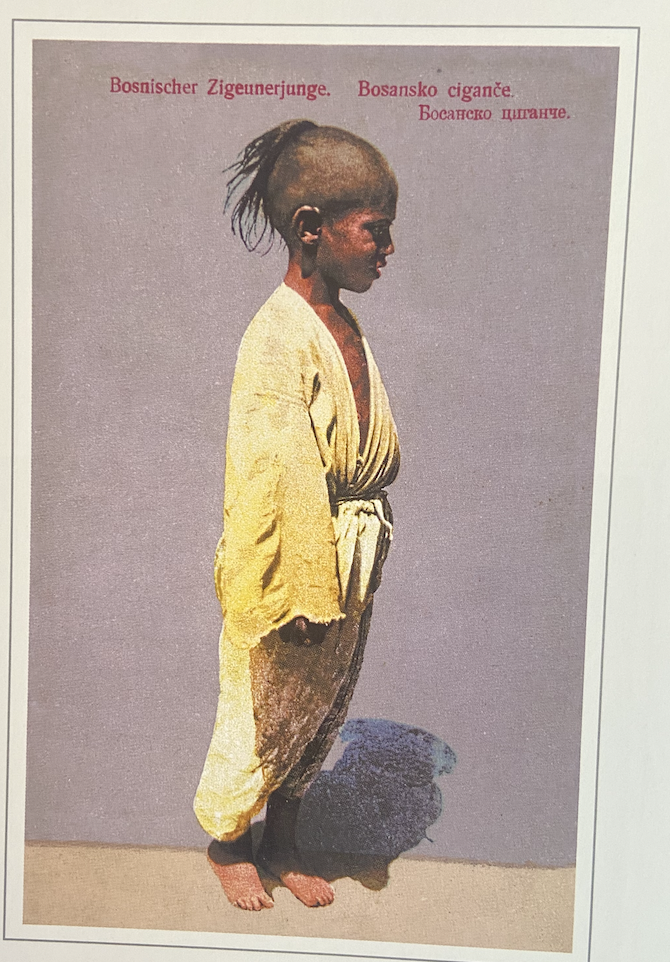 Bosnischer Zigeunerjunge. Bosansko ciganče.
Босанско циганче.